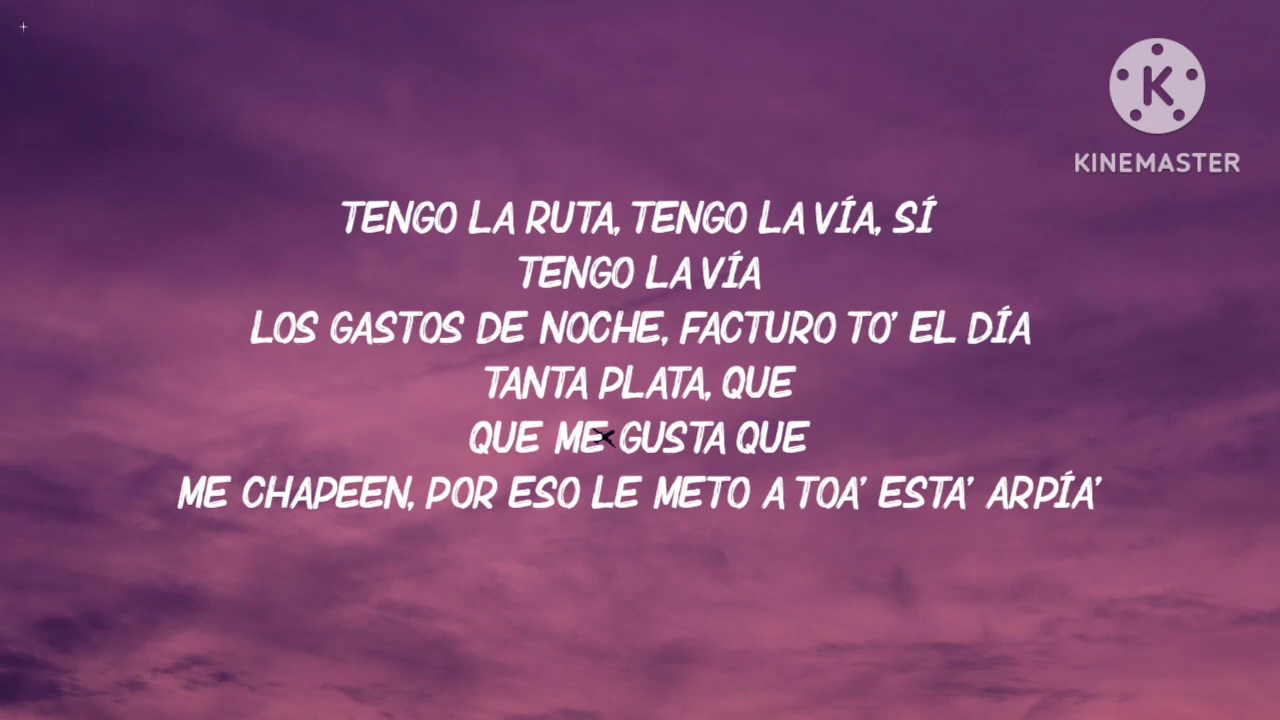 KINEMASTER
TENGO LA RUTA, TENGO LA VÍA, SÍ
TENGO LA VÍA
LOS GASTOS DE NOCHE, FACTURO TO' EL DÍA
TANTA PLATA, QUE
QUE ME GUSTA QUE
ME CHAPEEN, POR ESO LE METO A TOA' ESTA' ARPÍA'